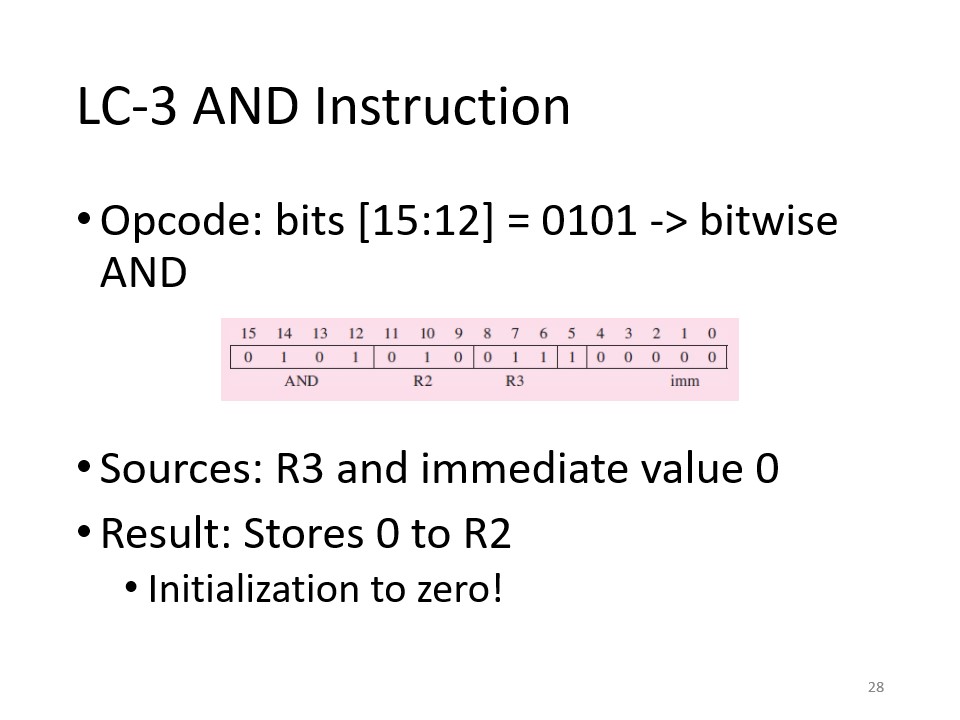 LC-3 AND Instruction
• Opcode: bits [15:12] = 0101 -> bitwise
AND
15 14 13 12 11 10 9 8 7 6 5 4 3 2 1 0
0 1 0 1 0 1 0 0 1 1 1 0 0 0 0 0
AND R2 R3 imm
• Sources: R3 and immediate value 0
• Result: Stores 0 to R2
• Initialization to zero!
28